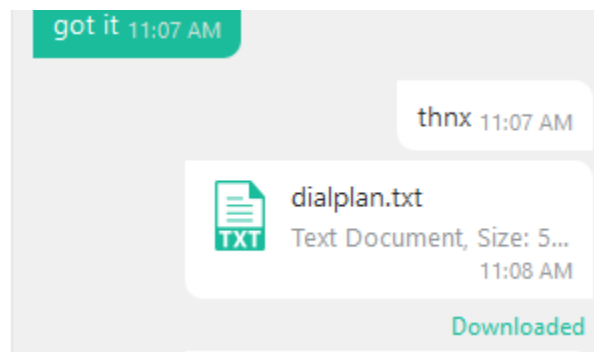 got it 11:07 AM
thnx 11:07 AM
dialplan.txt
TXT
Text Document, Size: 5...
11:08 AM
Downloaded